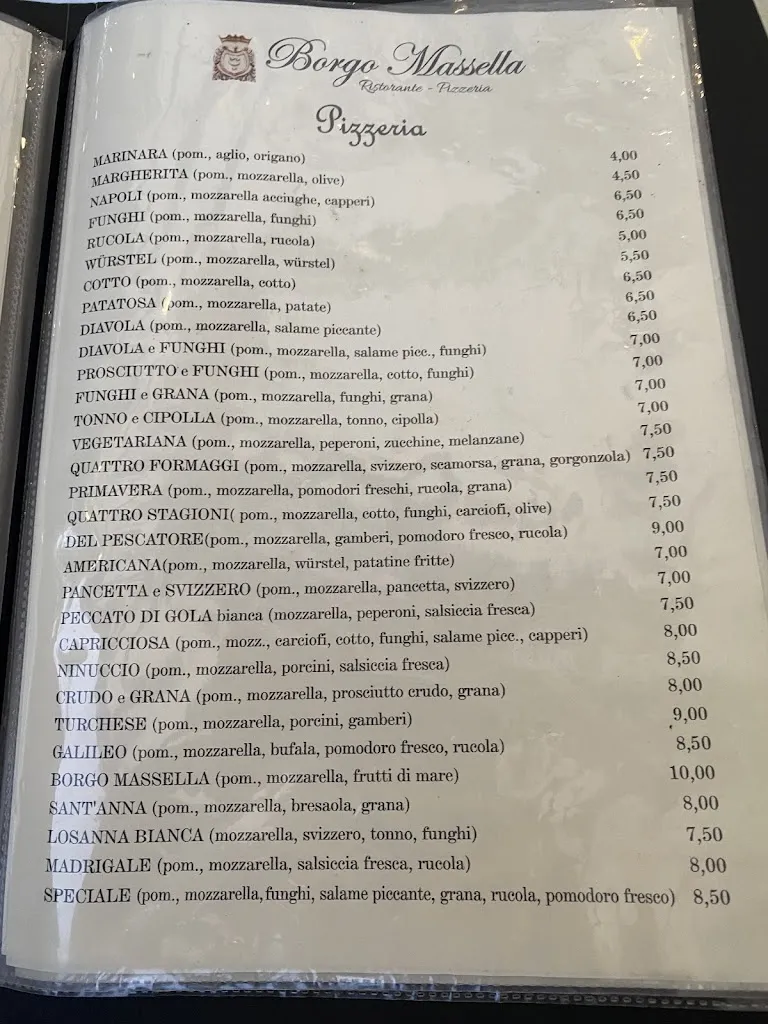 Borgo Massella
Ristorante - Pizzeria
Pizzeria
MARINARA (pom., aglio, origano) 4,00
MARGHERITA (pom., mozzarella, olive) 4,50
NAPOLI (pom., mozzarella acciughe, capperi) 6,50
FUNGHI (pom., mozzarella, funghi) 6,50
RUCOLA (pom., mozzarella, rucola) 5,00
WÜRSTEL (pom., mozzarella, würstel) 5,50
COTTO (pom., mozzarella, cotto) 6,50
PATATOSA (pom., mozzarella, patate) 6,50
DIAVOLA (pom., mozzarella, salame piccante) 6,50
DIAVOLA e FUNGHI (pom., mozzarella, salame picc., funghi) 7,00
PROSCIUTTO e FUNGHI (pom., mozzarella, cotto, funghi) 7,00
FUNGHI e GRANA (pom., mozzarella, funghi, grana) 7,00
TONNO e CIPOLLA (pom., mozzarella, tonno, cipolla) 7,00
VEGETARIANA (pom., mozzarella, peperoni, zucchine, melanzane) 7,50
QUATTRO FORMAGGI (pom., mozzarella, svizzero, scamorsa, grana, gorgonzola) 7,50
PRIMAVERA (pom., mozzarella, pomodori freschi, rucola, grana) 7,50
QUATTRO STAGIONI( pom., mozzarella, cotto, funghi, carciofi, olive) 7,50
DEL PESCATORE(pom., mozzarella, gamberi, pomodoro fresco, rucola) 9,00
AMERICANA(pom., mozzarella, würstel, patatine fritte) 7,00
PANCETTA e SVIZZERO (pom., mozzarella, pancetta, svizzero) 7,00
PECCATO DI GOLA bianca (mozzarella, peperoni, salsiccia fresca) 7,50
CAPRICCIOSA (pom., mozz., carciofi, cotto, funghi, salame picc., capperi) 8,00
NINUCCIO (pom., mozzarella, porcini, salsiccia fresca) 8,50
CRUDO e GRANA (pom., mozzarella, prosciutto crudo, grana) 8,00
TURCHESE (pom., mozzarella, porcini, gamberi) 9,00
GALILEO (pom., mozzarella, bufala, pomodoro fresco, rucola) 8,50
BORGO MASSELLA (pom., mozzarella, frutti di mare) 10,00
SANT'ANNA (pom., mozzarella, bresaola, grana) 8,00
LOSANNA BIANCA (mozzarella, svizzero, tonno, funghi) 7,50
MADRIGALE (pom., mozzarella, salsiccia fresca, rucola) 8,00
SPECIALE (pom., mozzarella,funghi, salame piccante, grana, rucola, pomodoro fresco) 8,50